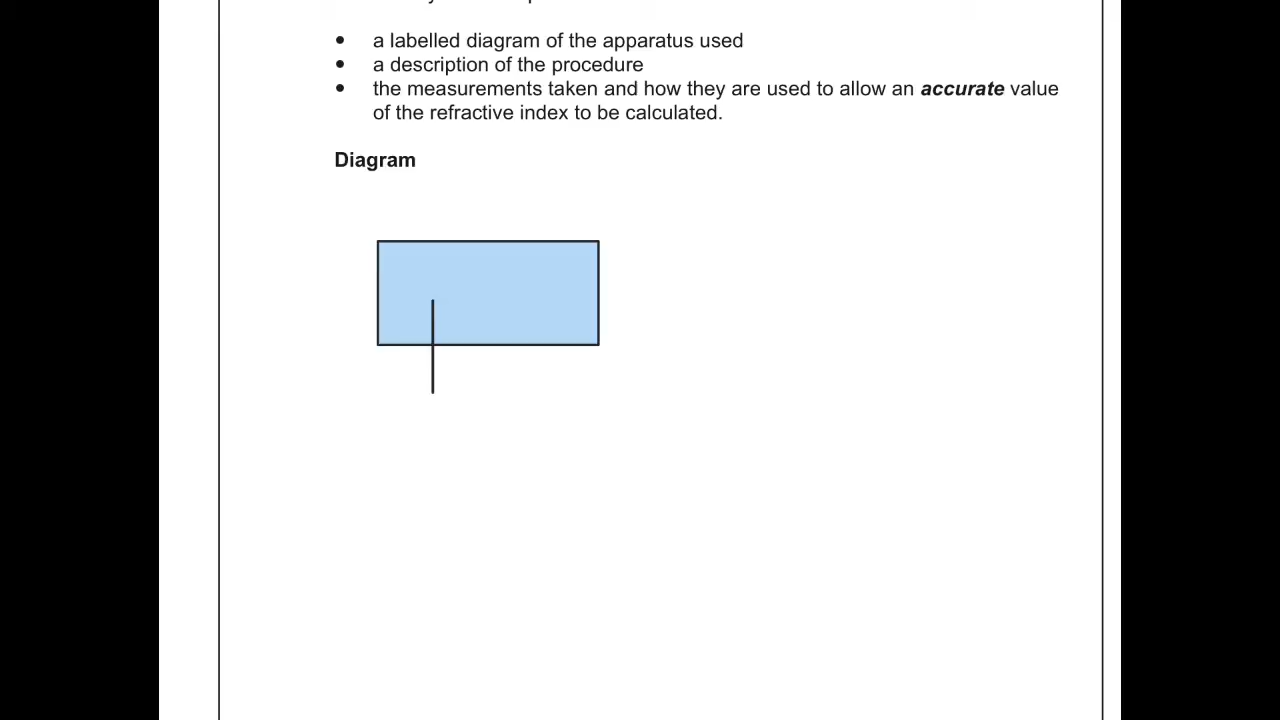 • a labelled diagram of the apparatus used
• a description of the procedure
• the measurements taken and how they are used to allow an accurate value
of the refractive index to be calculated.
Diagram